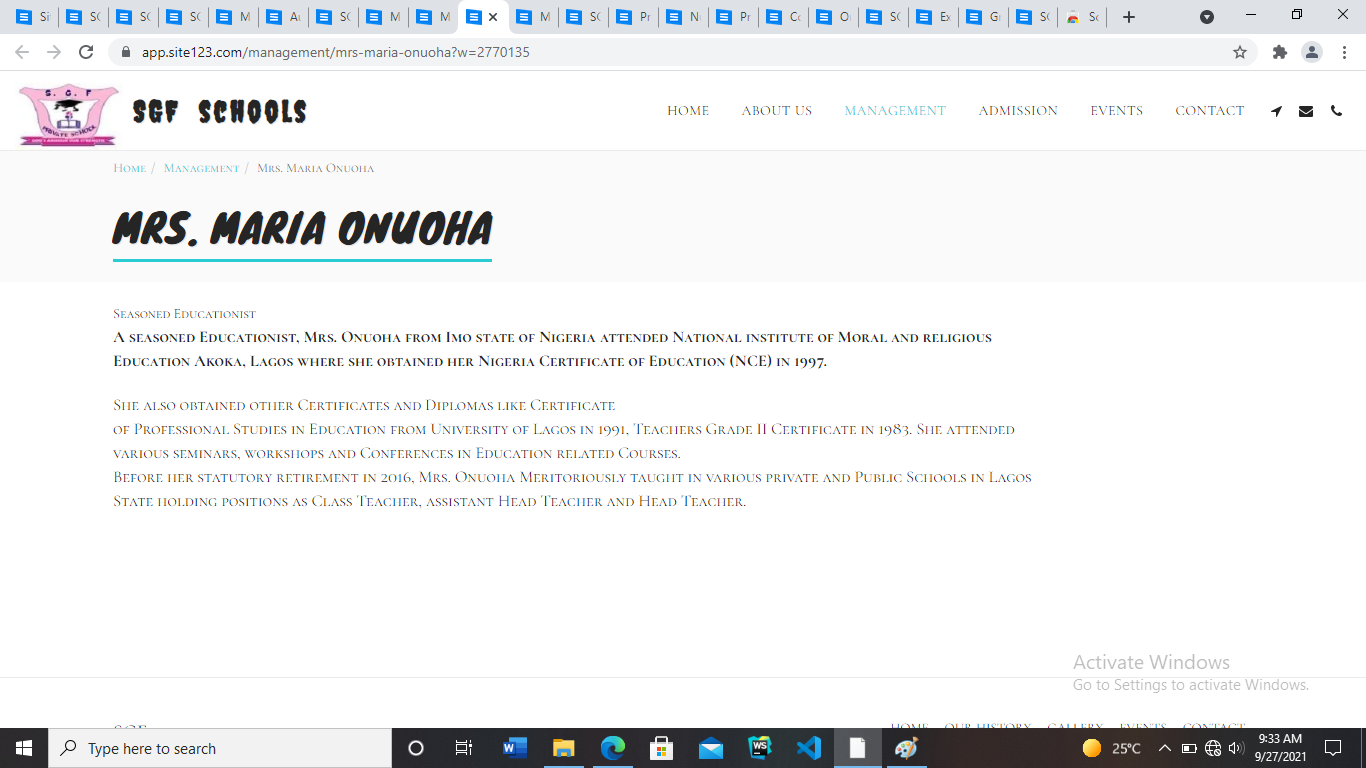 Si SC SC SC M Au SC M M M SC Pr N Pr Co O SC Ex G SC Sc
app.site123.com/management/mrs-maria-onuoha?w=2770135
S. G. F
PRIVATE SCHOOL
SGF SCHOOLS
HOME ABOUT US MANAGEMENT ADMISSION EVENTS CONTACT
Home / Management / Mrs. Maria Onuoha
MRS. MARIA ONUOHA
Seasoned Educationist
A seasoned Educationist, Mrs. Onuoha from Imo state of Nigeria attended National institute of Moral and religious
Education Akoka, Lagos where she obtained her Nigeria Certificate of Education (NCE) in 1997.
She also obtained other Certificates and Diplomas like Certificate
of Professional Studies in Education from University of Lagos in 1991, Teachers Grade II Certificate in 1983. She attended
various seminars, workshops and Conferences in Education related Courses.
Before her statutory retirement in 2016, Mrs. Onuoha Meritoriously taught in various private and Public Schools in Lagos
State holding positions as Class Teacher, assistant Head Teacher and Head Teacher.
Activate Windows
Go to Settings to activate Windows.
SGF
HOME OUR HISTORY GALLERY EVENTS CONTACT
Type here to search
W
WS
25°C
9:33 AM
9/27/2021